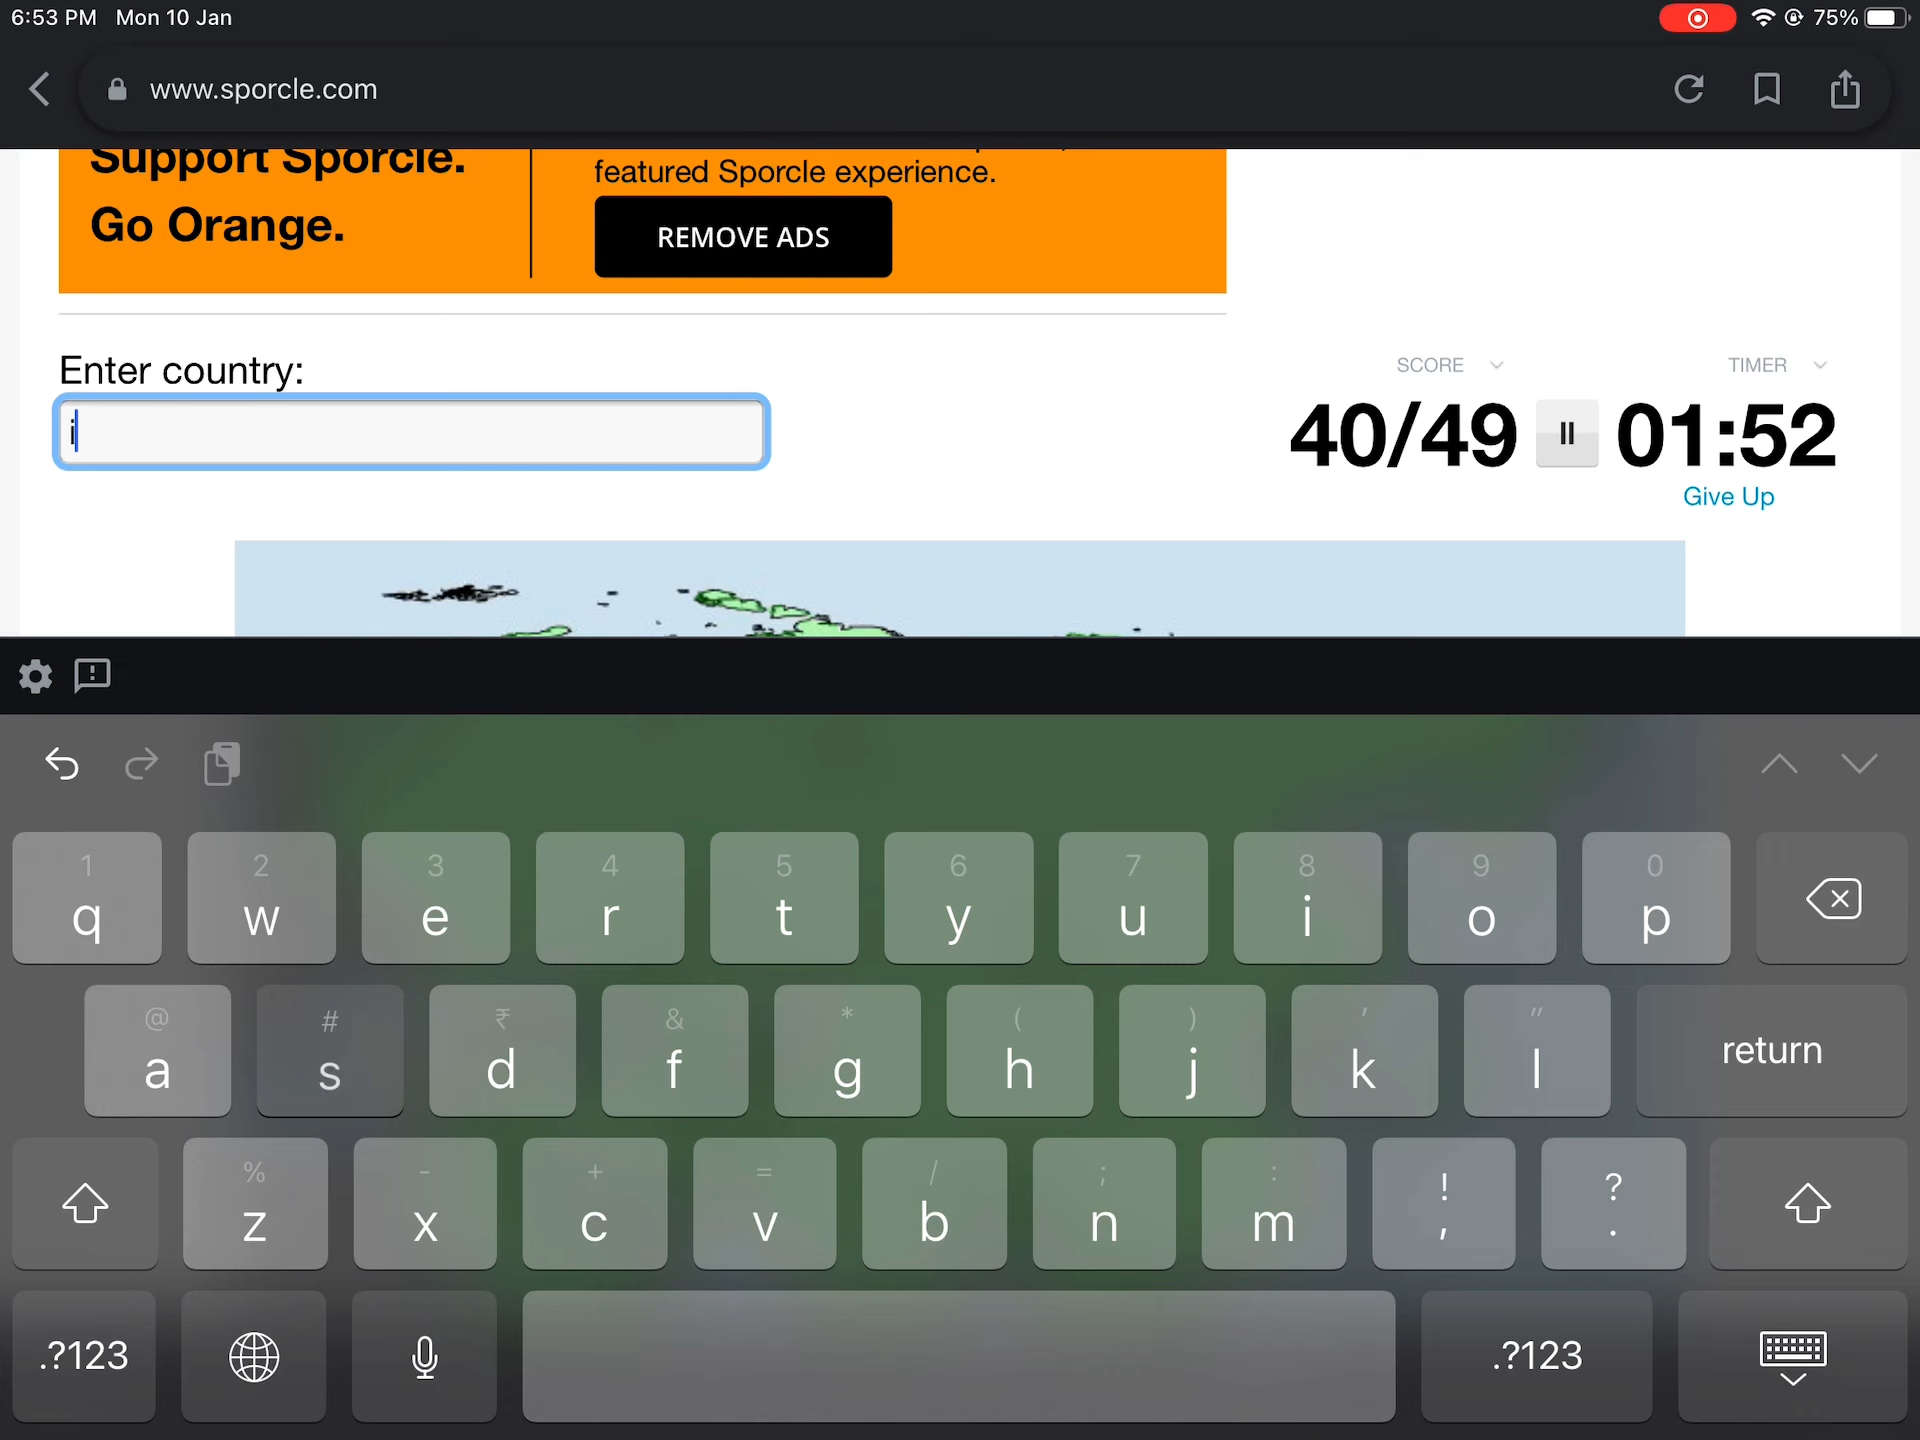 6:53 PM Mon 10 Jan
75%
www.sporcle.com
Support Sporcle.
Go Orange.
featured Sporcle experience.
REMOVE ADS
Enter country:
i
SCORE
TIMER
40/49
01:52
Give Up
1 2 3 4 5 6 7 8 9 0
q w e r t y u i o p
@ # ₹ & * ( ) ' "
a s d f g h j k l return
% - + = / ; : ! ?
z x c v b n m , .
.?123 .?123